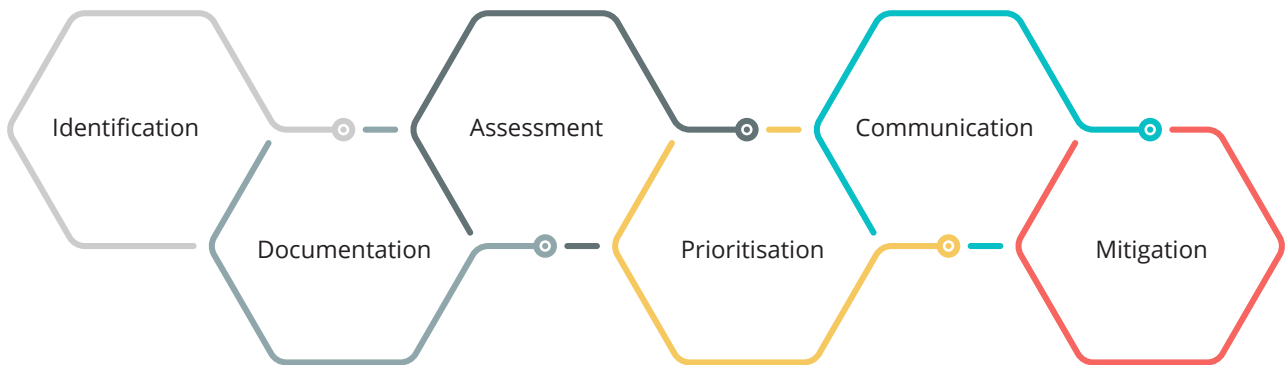 Identification
Documentation
Assessment
Prioritisation
Communication
Mitigation